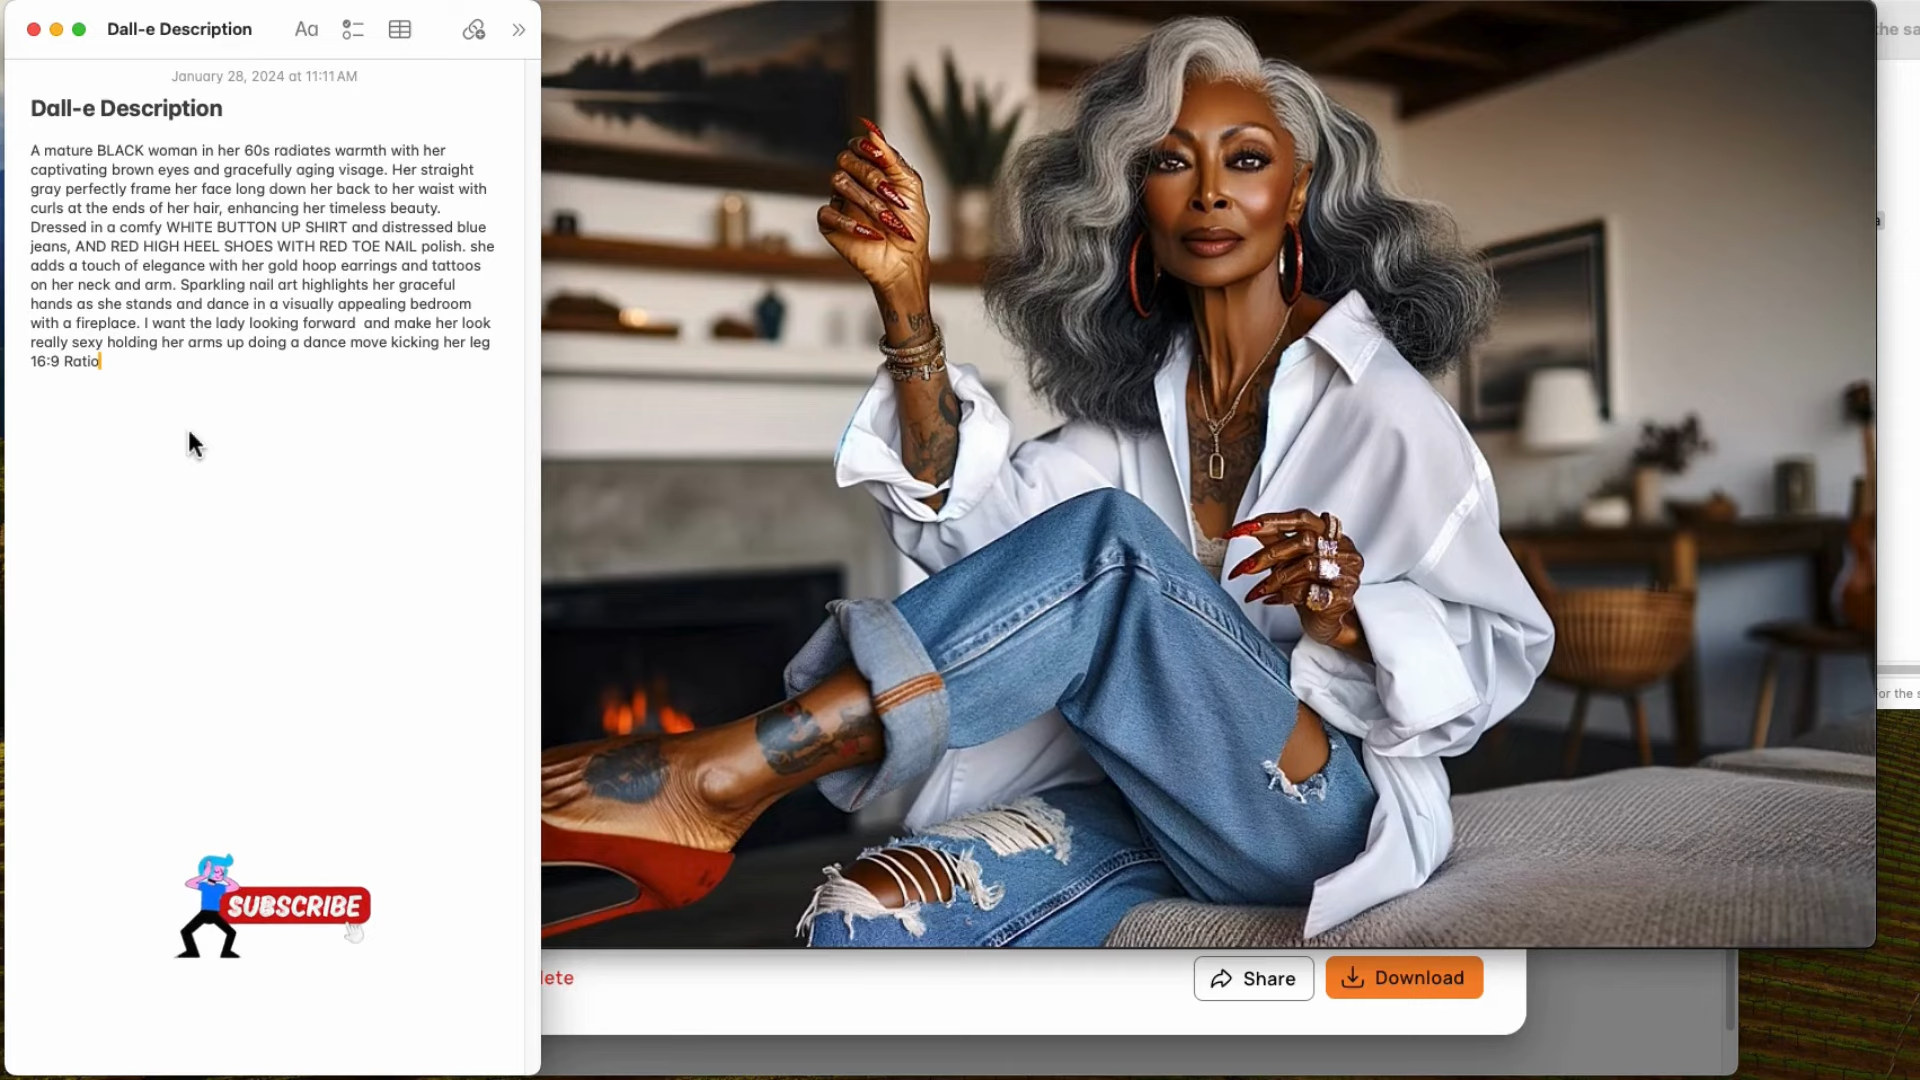 Dall-e Description
Aa
January 28, 2024 at 11:11 AM
Dall-e Description
A mature BLACK woman in her 60s radiates warmth with her
captivating brown eyes and gracefully aging visage. Her straight
gray perfectly frame her face long down her back to her waist with
curls at the ends of her hair, enhancing her timeless beauty.
Dressed in a comfy WHITE BUTTON UP SHIRT and distressed blue
jeans, AND RED HIGH HEEL SHOES WITH RED TOE NAIL polish. she
adds a touch of elegance with her gold hoop earrings and tattoos
on her neck and arm. Sparkling nail art highlights her graceful
hands as she stands and dance in a visually appealing bedroom
with a fireplace. I want the lady looking forward  and make her look
really sexy holding her arms up doing a dance move kicking her leg
16:9 Ratio
SUBSCRIBE
lete
Share
Download
the sa
or the s